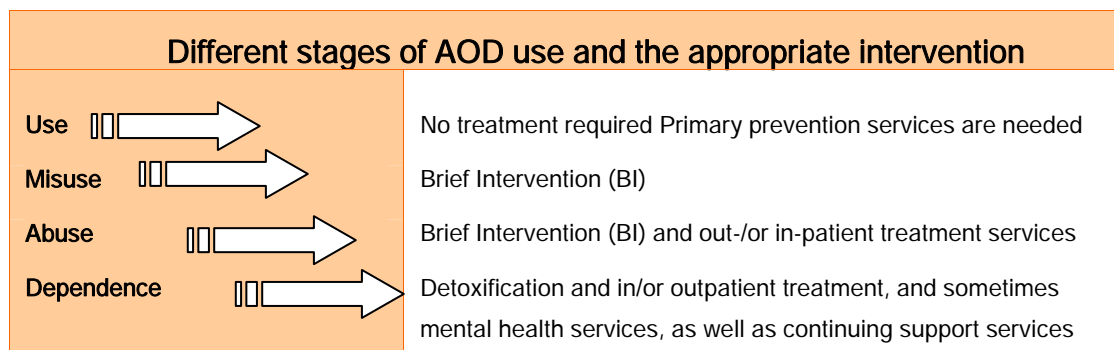 Different stages of AOD use and the appropriate intervention
Use No treatment required Primary prevention services are needed
Misuse Brief Intervention (BI)
Abuse Brief Intervention (BI) and out-/or in-patient treatment services
Dependence Detoxification and in/or outpatient treatment, and sometimes
mental health services, as well as continuing support services